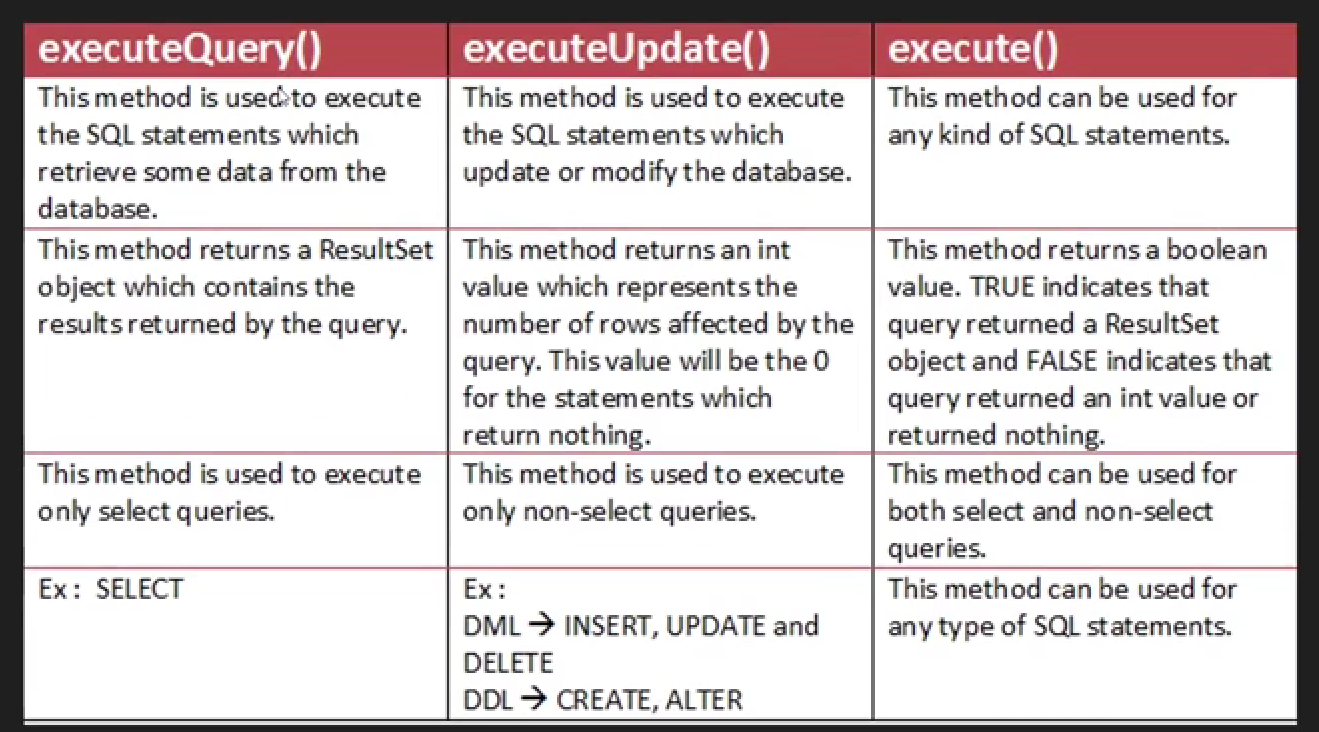 executeQuery()
executeUpdate()
execute()
This method is used to execute
the SQL statements which
retrieve some data from the
database.
This method is used to execute
the SQL statements which
update or modify the database.
This method can be used for
any kind of SQL statements.
This method returns a ResultSet
object which contains the
results returned by the query.
This method returns an int
value which represents the
number of rows affected by the
query. This value will be the 0
for the statements which
return nothing.
This method returns a boolean
value. TRUE indicates that
query returned a ResultSet
object and FALSE indicates that
query returned an int value or
returned nothing.
This method is used to execute
only select queries.
This method is used to execute
only non-select queries.
This method can be used for
both select and non-select
queries.
Ex : SELECT
Ex :
DML → INSERT, UPDATE and
DELETE
DDL → CREATE, ALTER
This method can be used for
any type of SQL statements.